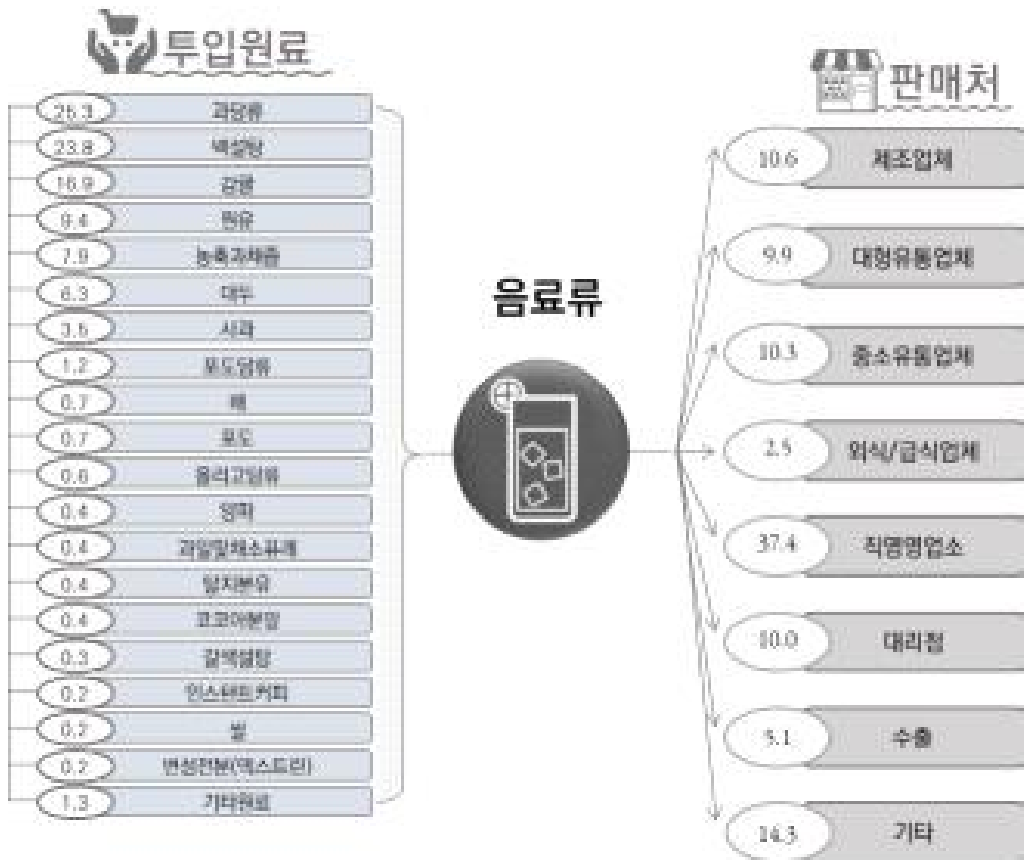 투입원료
25.3 과당류
23.8 백설탕
16.9 감귤
9.4 원유
7.9 농축과채즙
6.3 대두
3.5 사과
1.2 포도당류
0.7 배
0.7 포도
0.6 올리고당류
0.4 양파
0.4 과일및채소퓨레
0.4 탈지분유
0.4 코코아분말
0.3 갈색설탕
0.2 인스턴트커피
0.2 쌀
0.2 변성전분(덱스트린)
1.3 기타원료
음료류
판매처
10.6 제조업체
9.9 대형유통업체
10.3 중소유통업체
2.5 외식/급식업체
37.4 직영영업소
10.0 대리점
5.1 수출
14.3 기타